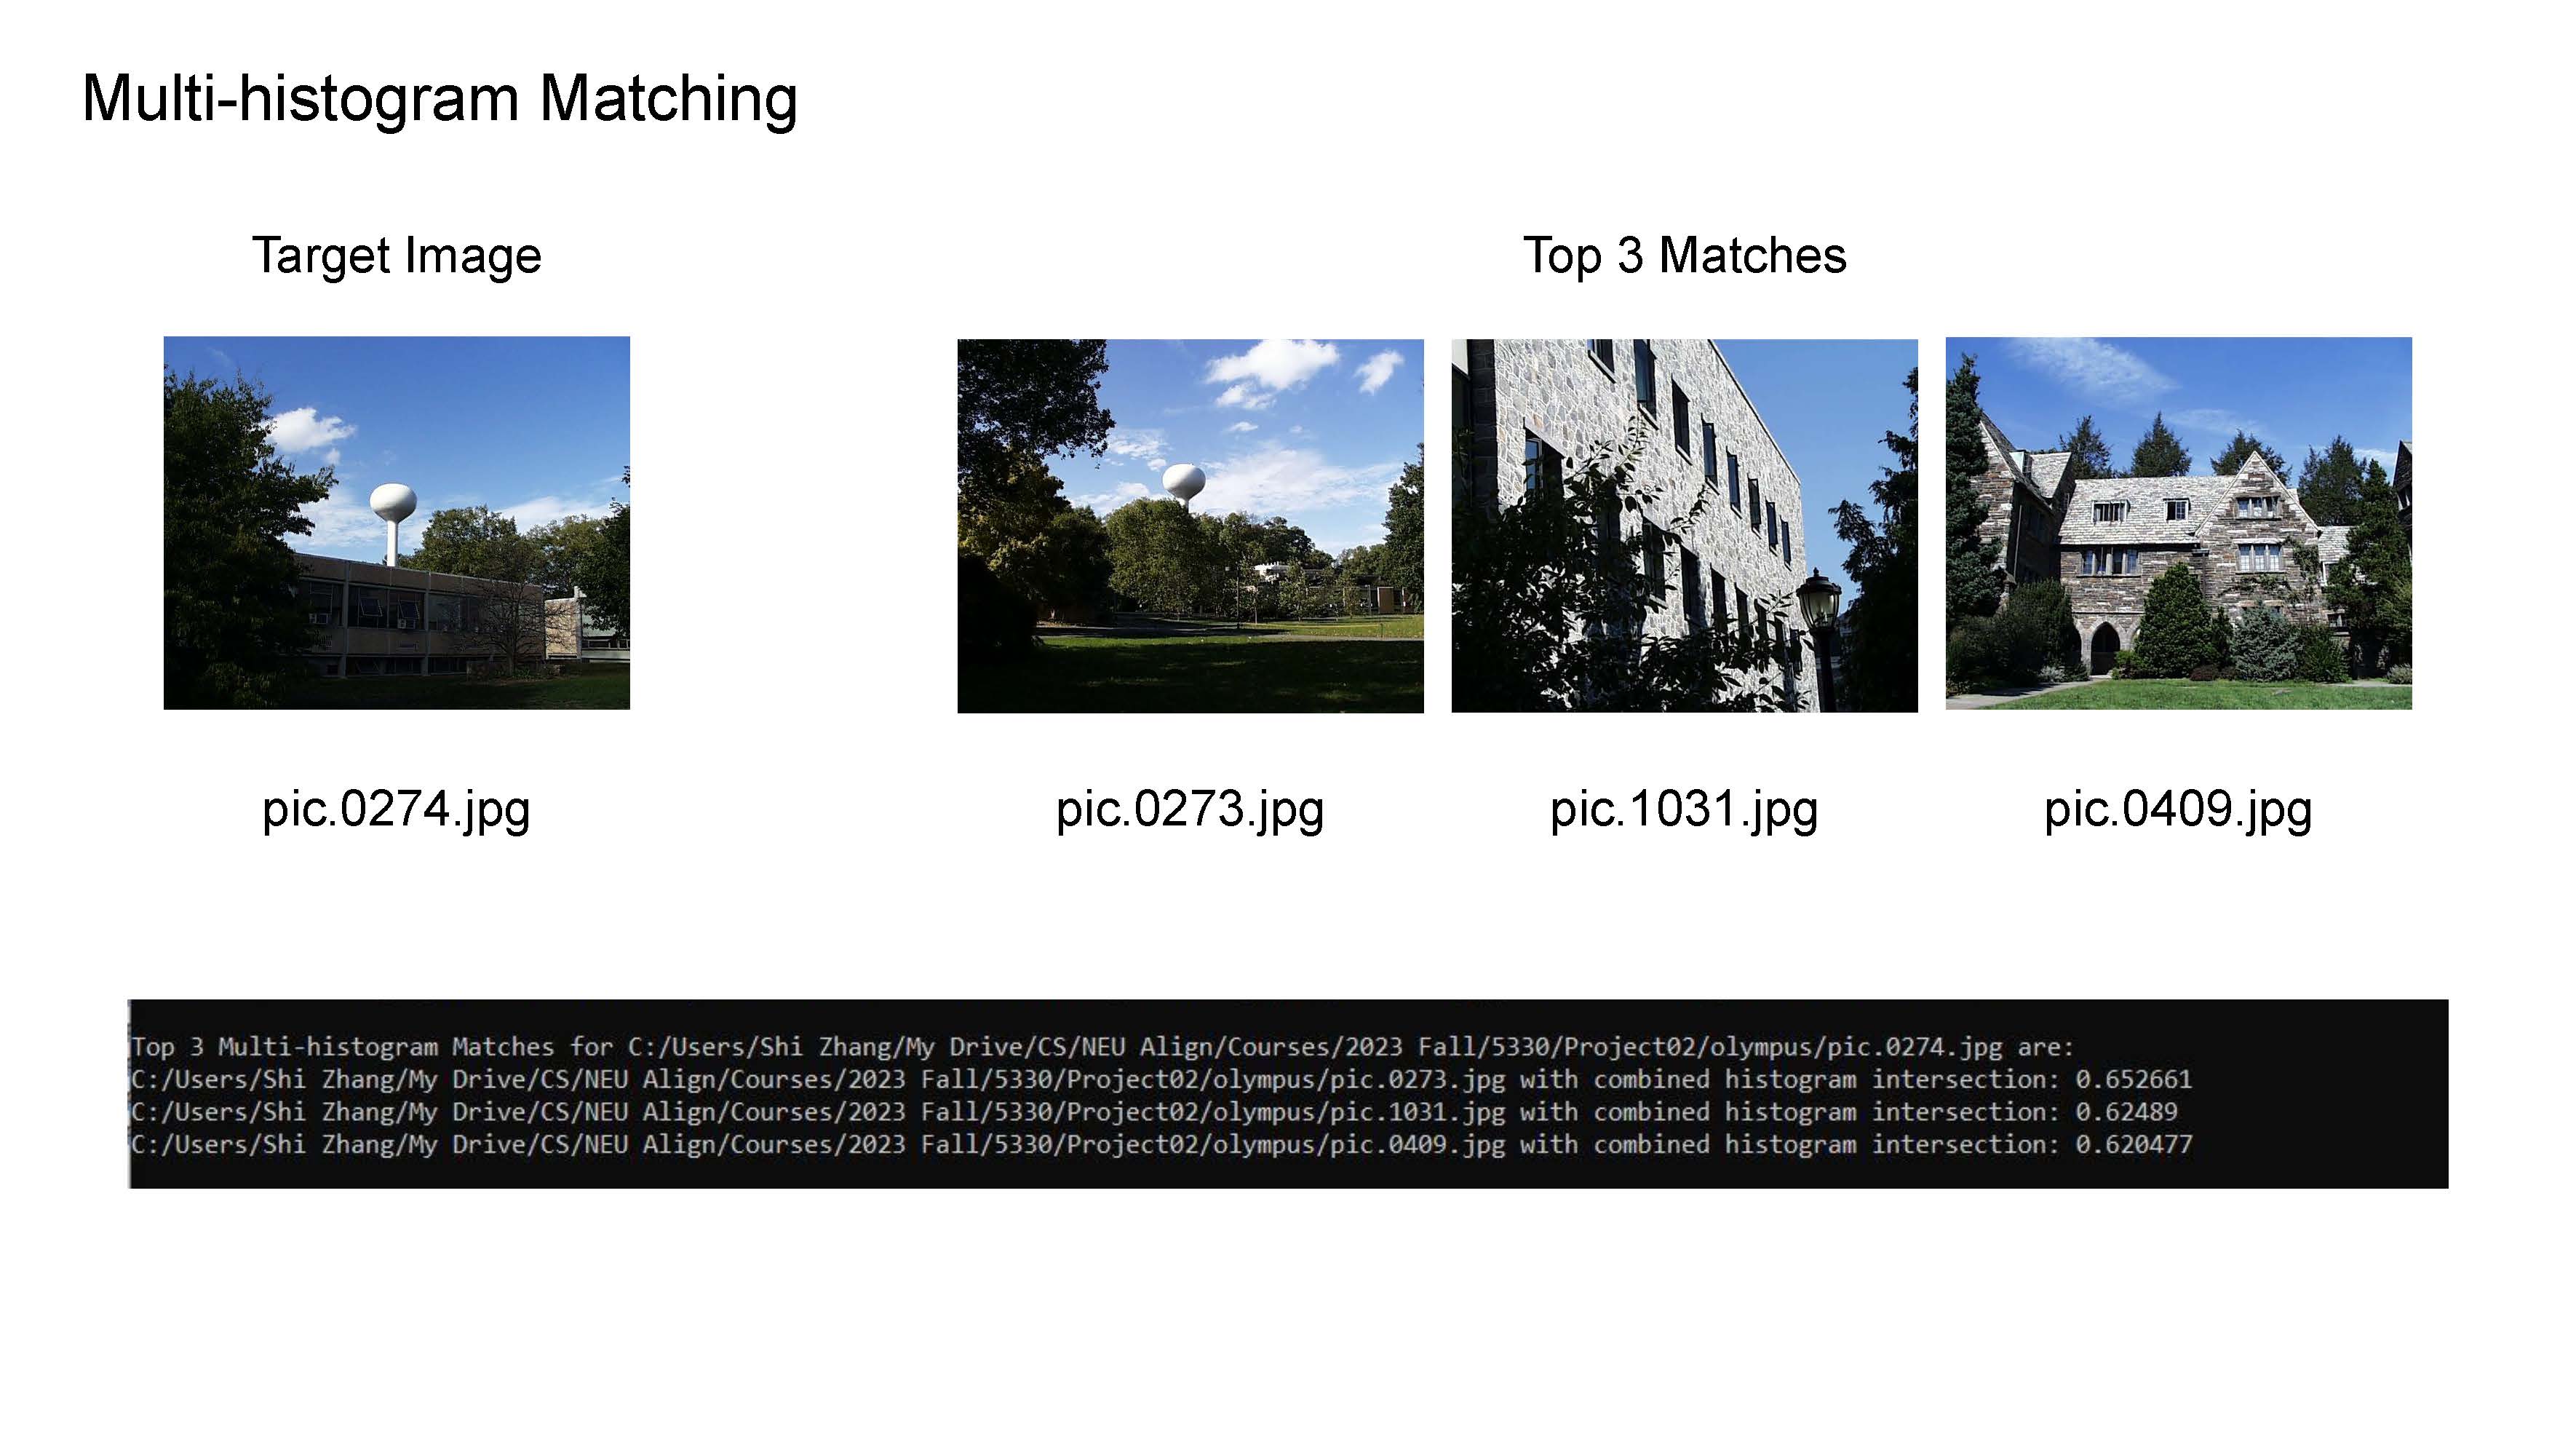 Multi-histogram Matching
Target Image
Top 3 Matches
pic.0274.jpg
pic.0273.jpg
pic.1031.jpg
pic.0409.jpg
Top 3 Multi-histogram Matches for C:/Users/Shi Zhang/My Drive/CS/NEU Align/Courses/2023 Fall/5330/Project02/olympus/pic.0274.jpg are:
C:/Users/Shi Zhang/My Drive/CS/NEU Align/Courses/2023 Fall/5330/Project02/olympus/pic.0273.jpg with combined histogram intersection: 0.652661
C:/Users/Shi Zhang/My Drive/CS/NEU Align/Courses/2023 Fall/5330/Project02/olympus/pic.1031.jpg with combined histogram intersection: 0.62489
C:/Users/Shi Zhang/My Drive/CS/NEU Align/Courses/2023 Fall/5330/Project02/olympus/pic.0409.jpg with combined histogram intersection: 0.620477